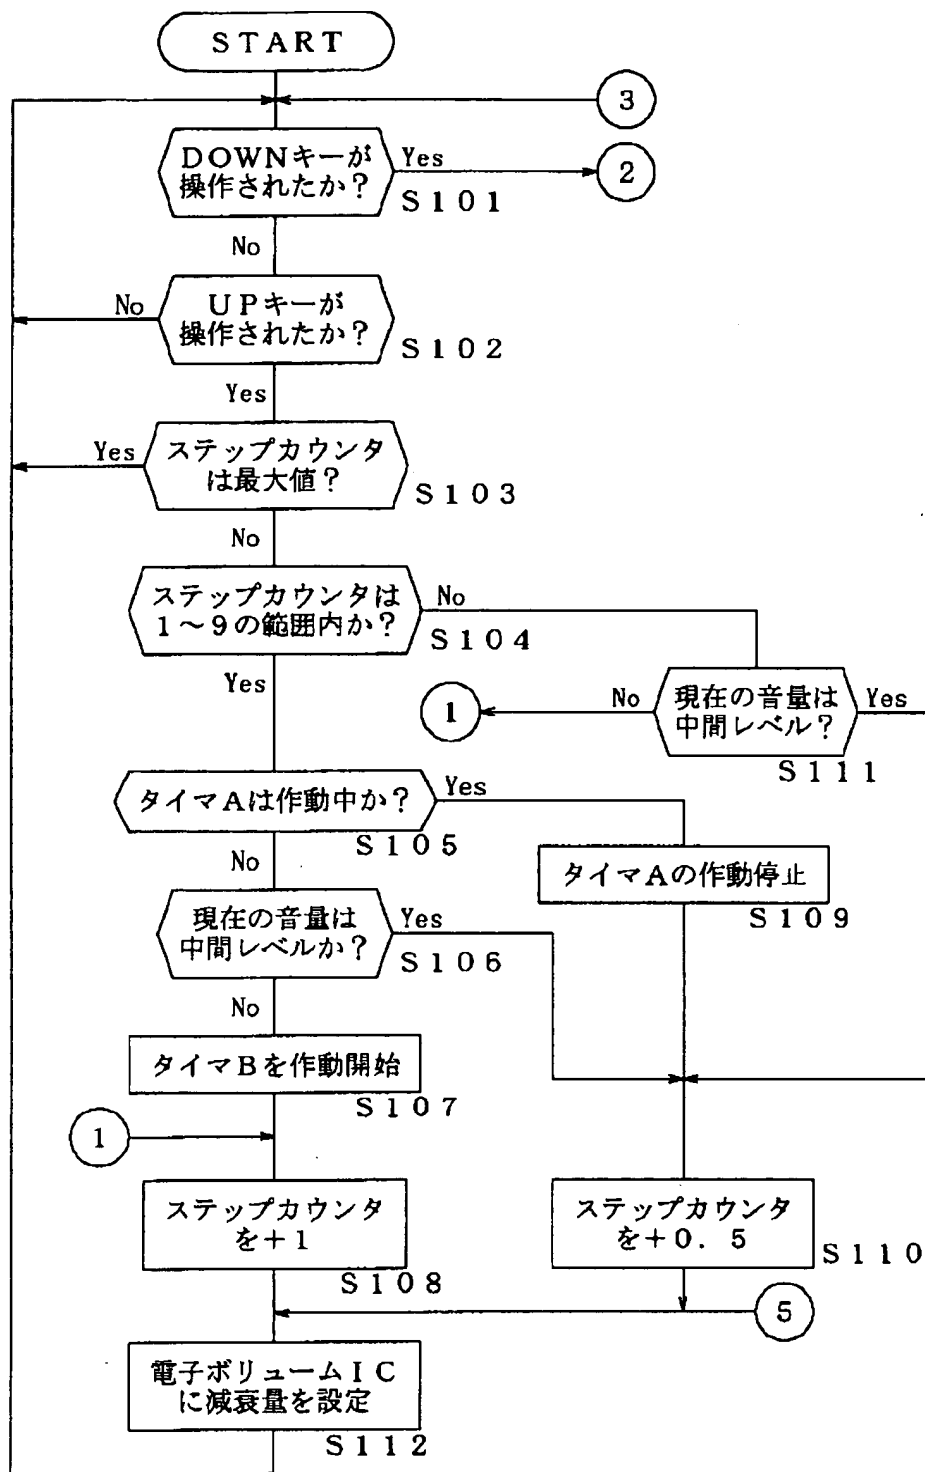 ＳＴＡＲＴ
3
ＤＯＷＮキーが
操作されたか？
Yes
2
Ｓ１０１
No
ＵＰキーが
操作されたか？
No
Ｓ１０２
Yes
ステップカウンタ
は最大値？
Yes
Ｓ１０３
No
ステップカウンタは
１～９の範囲内か？
No
Ｓ１０４
Yes
1
No
現在の音量は
中間レベル？
Yes
Ｓ１１１
タイマＡは作動中か？
Yes
Ｓ１０５
No
タイマＡの作動停止
Ｓ１０９
現在の音量は
中間レベルか？
Yes
Ｓ１０６
No
タイマＢを作動開始
Ｓ１０７
1
ステップカウンタ
を＋１
Ｓ１０８
ステップカウンタ
を＋０．５
Ｓ１１０
5
電子ボリュームＩＣ
に減衰量を設定
Ｓ１１２